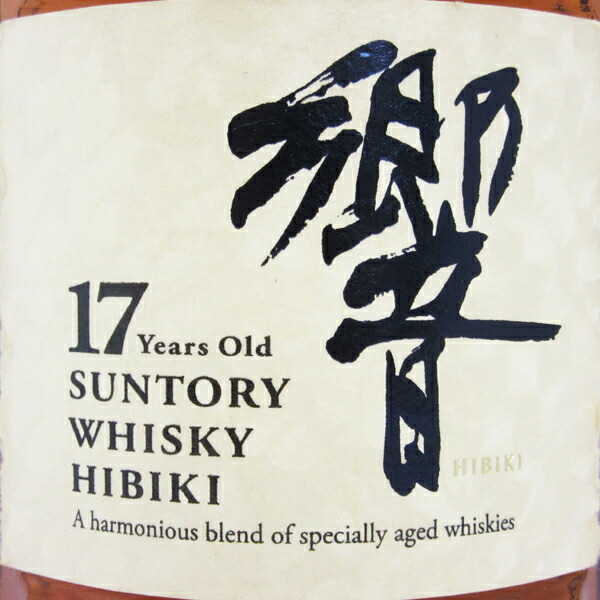 響
17 Years Old
SUNTORY
WHISKY
HIBIKI
HIBIKI
A harmonious blend of specially aged whiskies